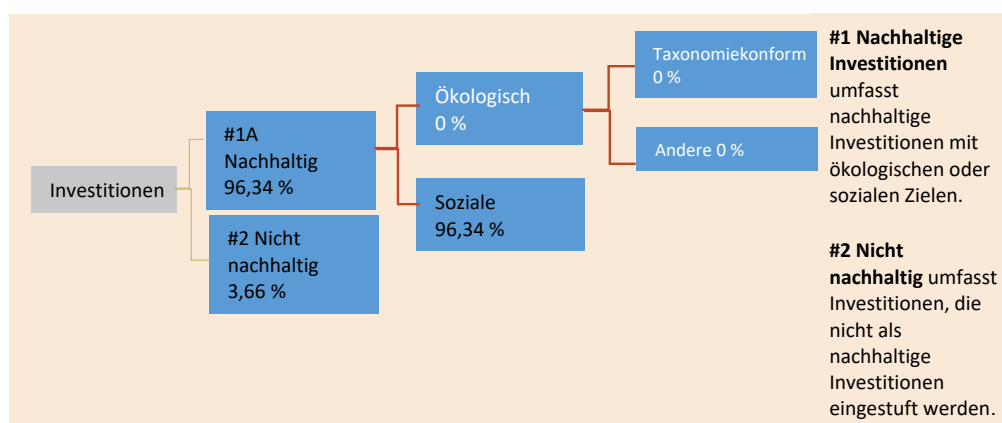 Investitionen
#1A
Nachhaltig
96,34 %
#2 Nicht
nachhaltig
3,66 %
Ökologisch
0 %
Soziale
96,34 %
Taxonomiekonform
0 %
Andere 0 %
#1 Nachhaltige
Investitionen
umfasst
nachhaltige
Investitionen mit
ökologischen oder
sozialen Zielen.
#2 Nicht
nachhaltig umfasst
Investitionen, die
nicht als
nachhaltige
Investitionen
eingestuft werden.